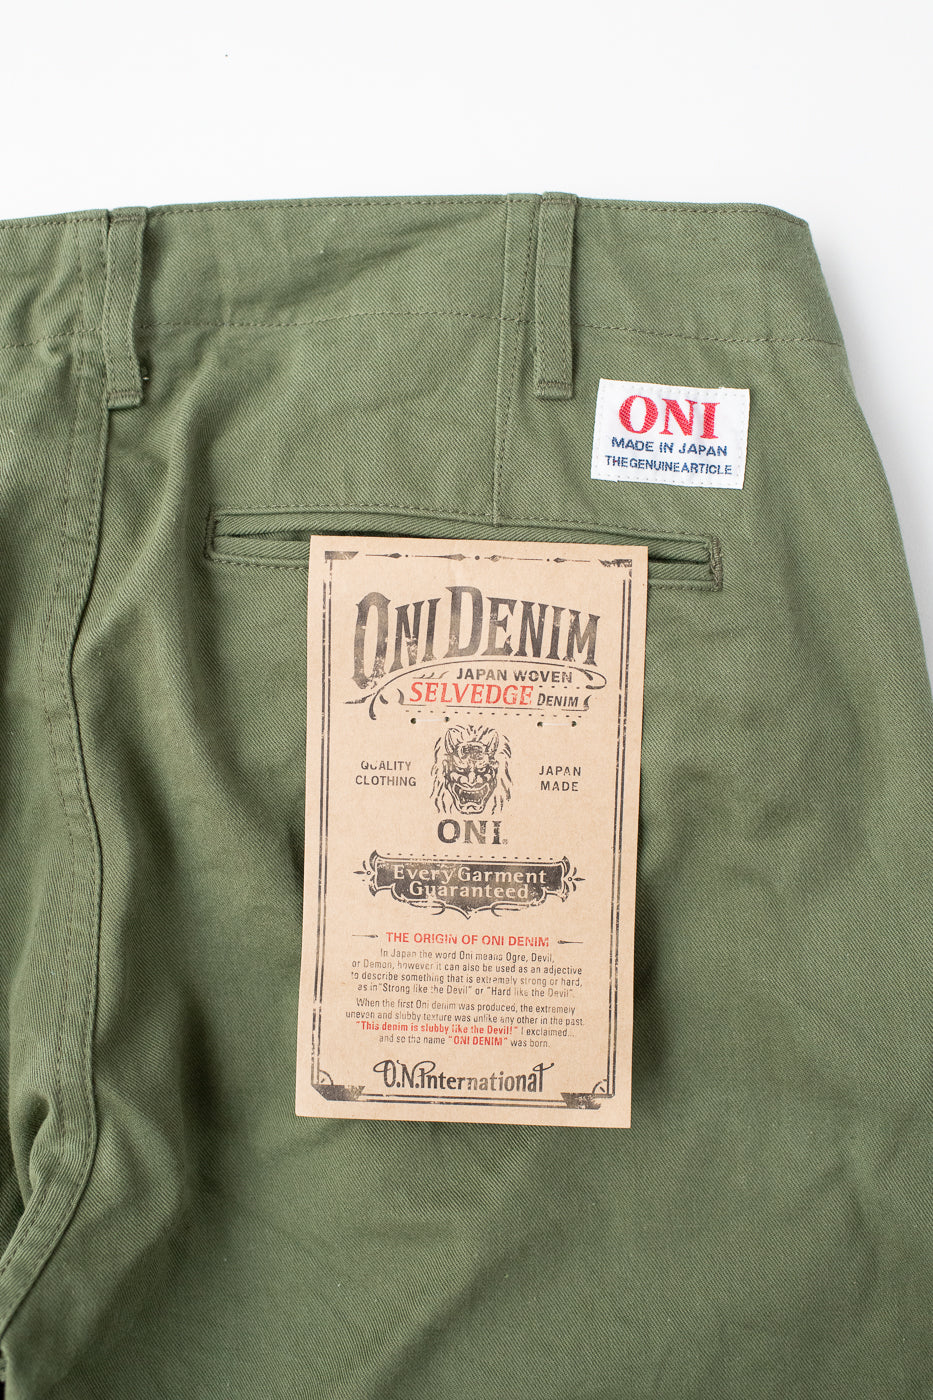 ONI
MADE IN JAPAN
THE GENUINE ARTICLE
ONI DENIM
JAPAN WOVEN
SELVEDGE DENIM
QUALITY
CLOTHING
JAPAN
MADE
ONI
Every Garment
Guaranteed
THE ORIGIN OF ONI DENIM
In Japan the word Oni means Ogre, Devil,
or Demon, however it can also be used as an adjective
to describe something that is extremely strong or hard,
as in "Strong like the Devil" or "Hard like the Devil".
When the first Oni denim was produced, the extremely
uneven and slubby texture was unlike any other in the past.
"This denim is slubby like the Devil!" I exclaimed...
and so the name "ONI DENIM" was born.
O.N.International